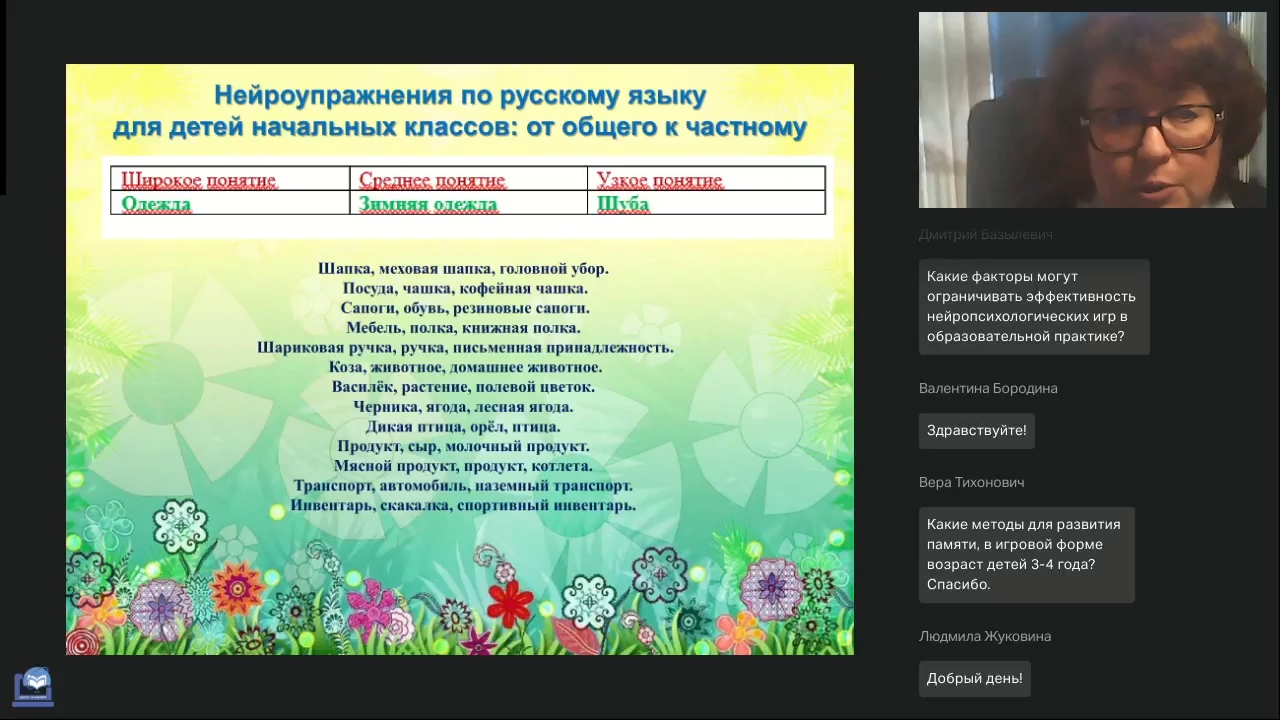 Нейроупражнения по русскому языку
для детей начальных классов: от общего к частному
Широкое понятие Среднее понятие Узкое понятие
Одежда Зимняя одежда Шуба
Шапка, меховая шапка, головной убор.
Посуда, чашка, кофейная чашка.
Сапоги, обувь, резиновые сапоги.
Мебель, полка, книжная полка.
Шариковая ручка, ручка, письменная принадлежность.
Коза, животное, домашнее животное.
Василёк, растение, полевой цветок.
Черника, ягода, лесная ягода.
Дикая птица, орёл, птица.
Продукт, сыр, молочный продукт.
Мясной продукт, продукт, котлета.
Транспорт, автомобиль, наземный транспорт.
Инвентарь, скакалка, спортивный инвентарь.
Дмитрий Базылевич
Какие факторы могут
ограничивать эффективность
нейропсихологических игр в
образовательной практике?
Валентина Бородина
Здравствуйте!
Вера Тихонович
Какие методы для развития
памяти, в игровой форме
возраст детей 3-4 года?
Спасибо.
Людмила Жуковина
Добрый день!